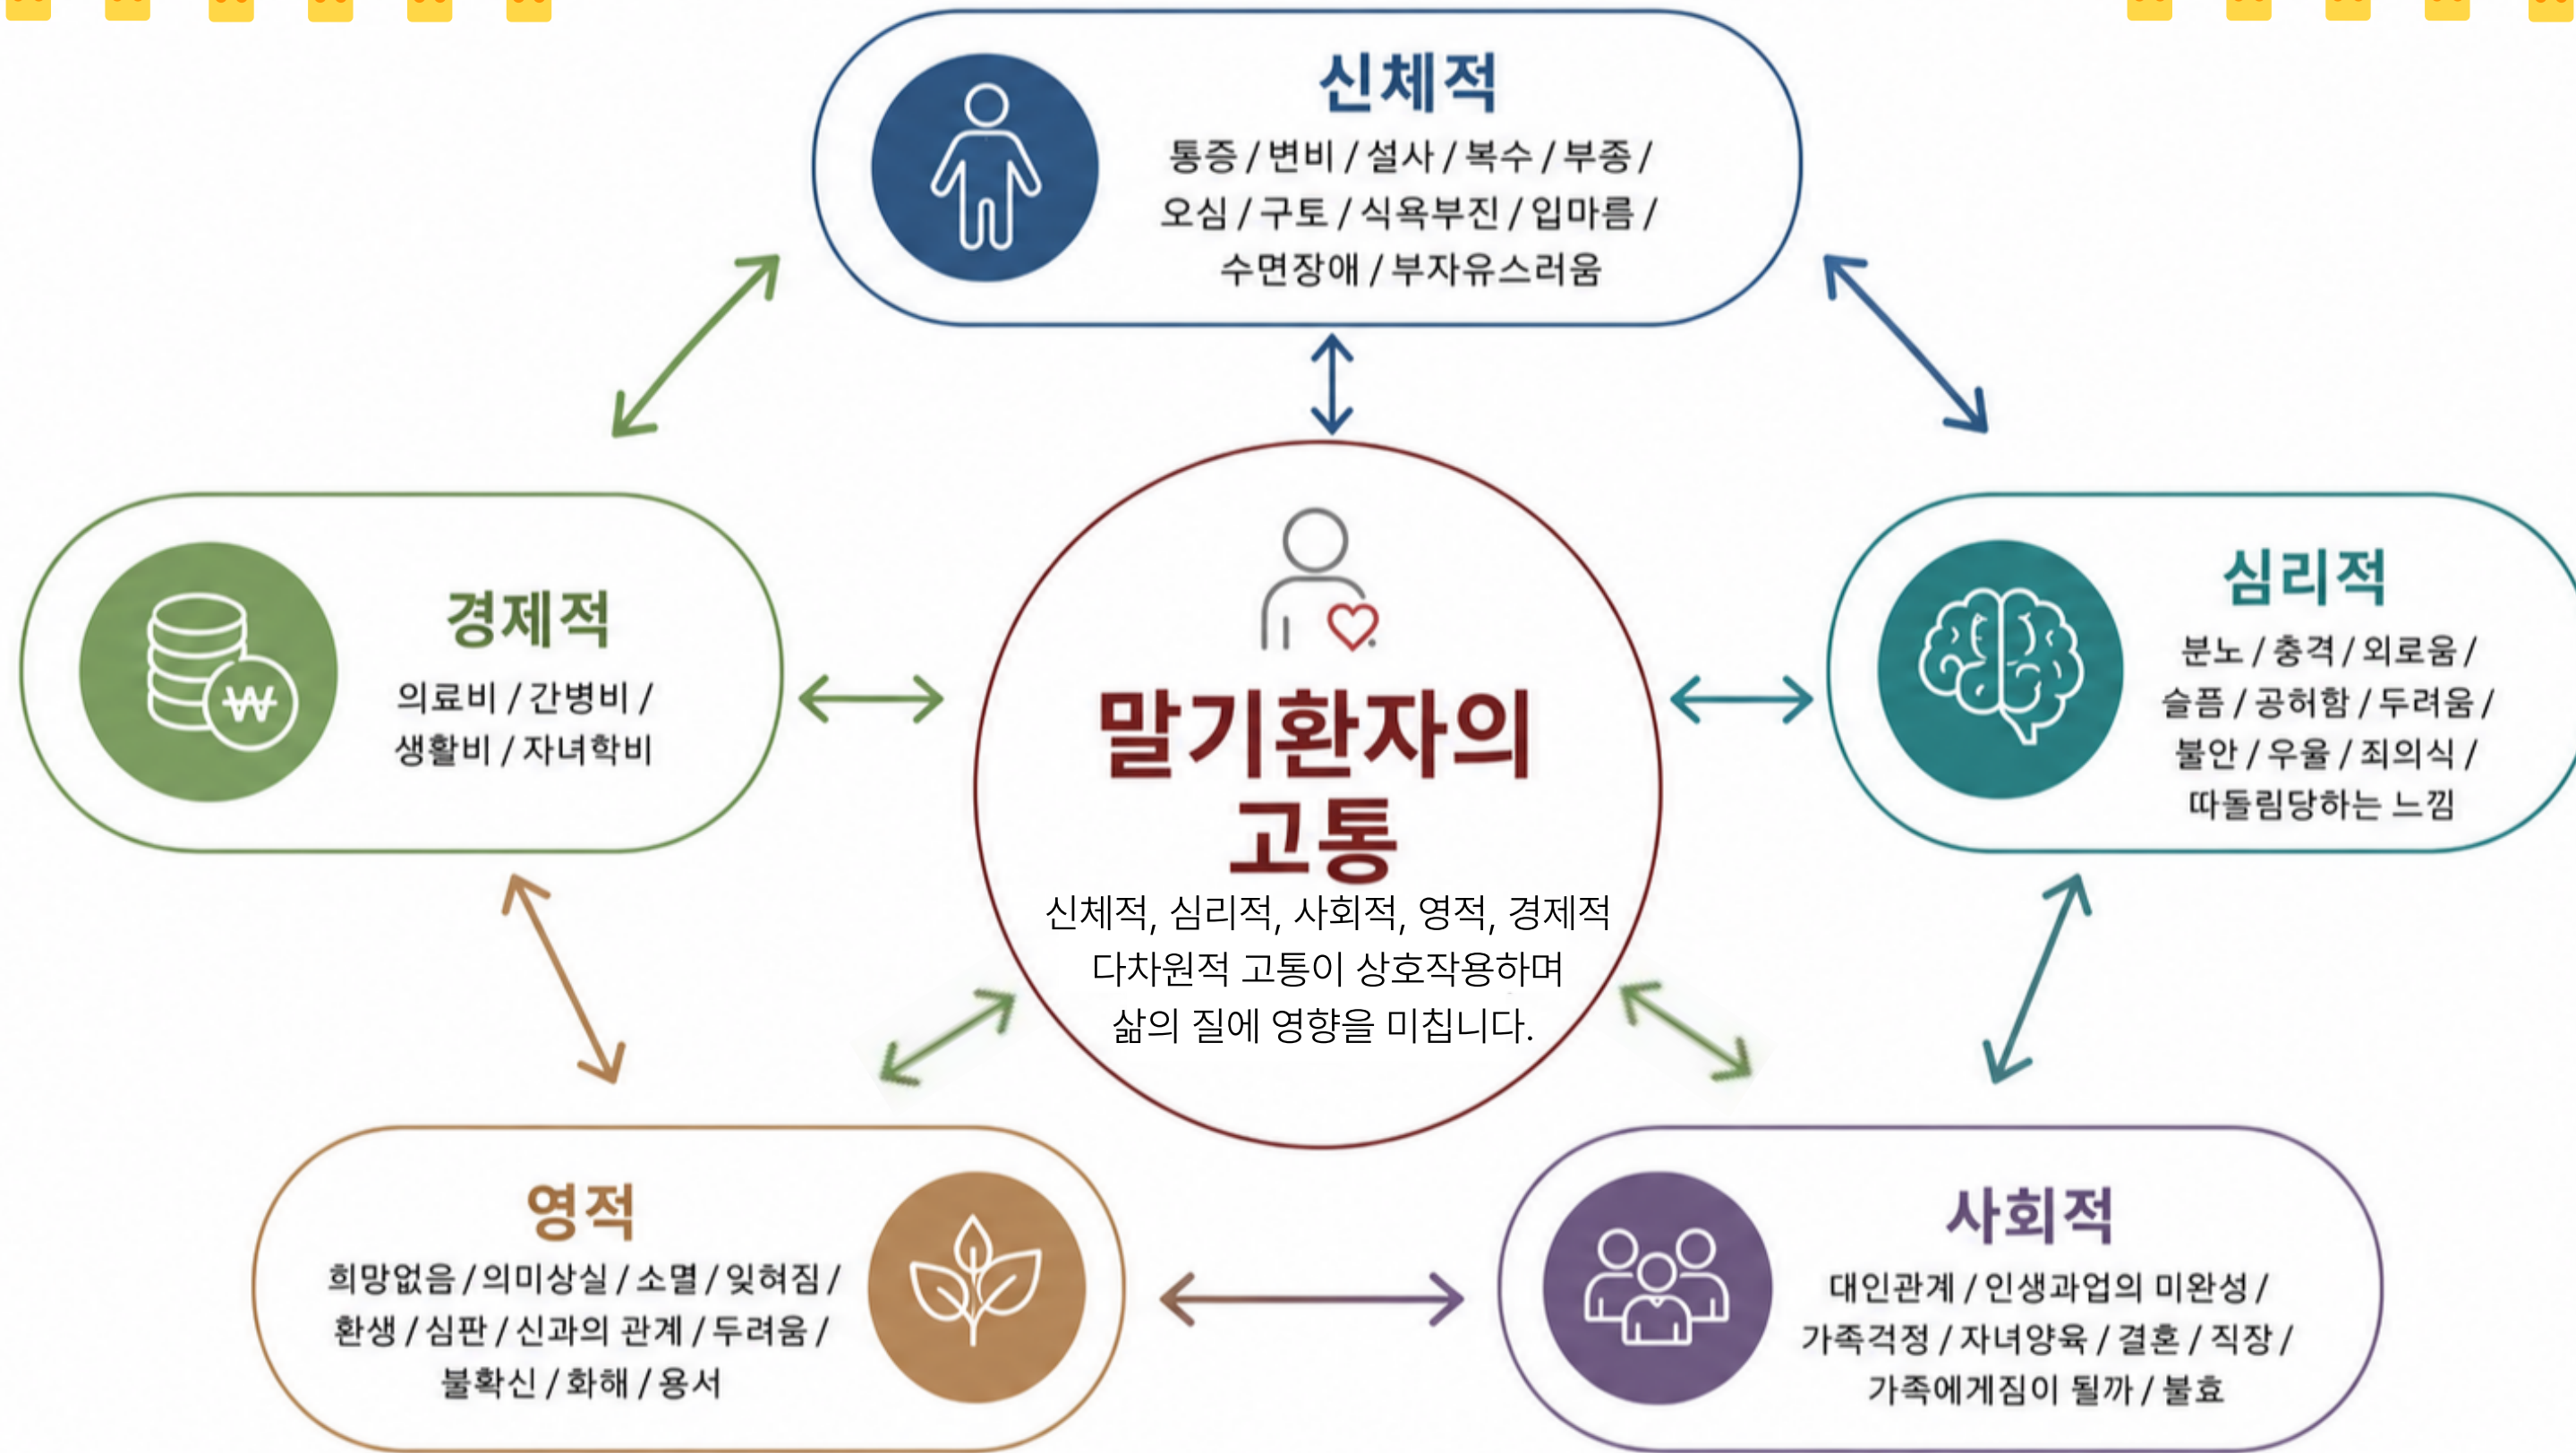 신체적
통증 / 변비 / 설사 / 복수 / 부종 /
오심 / 구토 / 식욕부진 / 입마름 /
수면장애 / 부자유스러움
경제적
의료비 / 간병비 /
생활비 / 자녀학비
₩
말기환자의
고통
신체적, 심리적, 사회적, 영적, 경제적
다차원적 고통이 상호작용하며
삶의 질에 영향을 미칩니다.
심리적
분노 / 충격 / 외로움 /
슬픔 / 공허함 / 두려움 /
불안 / 우울 / 죄의식 /
따돌림당하는 느낌
영적
희망없음 / 의미상실 / 소멸 / 잊혀짐 /
환생 / 심판 / 신과의 관계 / 두려움 /
불확신 / 화해 / 용서
사회적
대인관계 / 인생과업의 미완성 /
가족걱정 / 자녀양육 / 결혼 / 직장 /
가족에게짐이 될까 / 불효